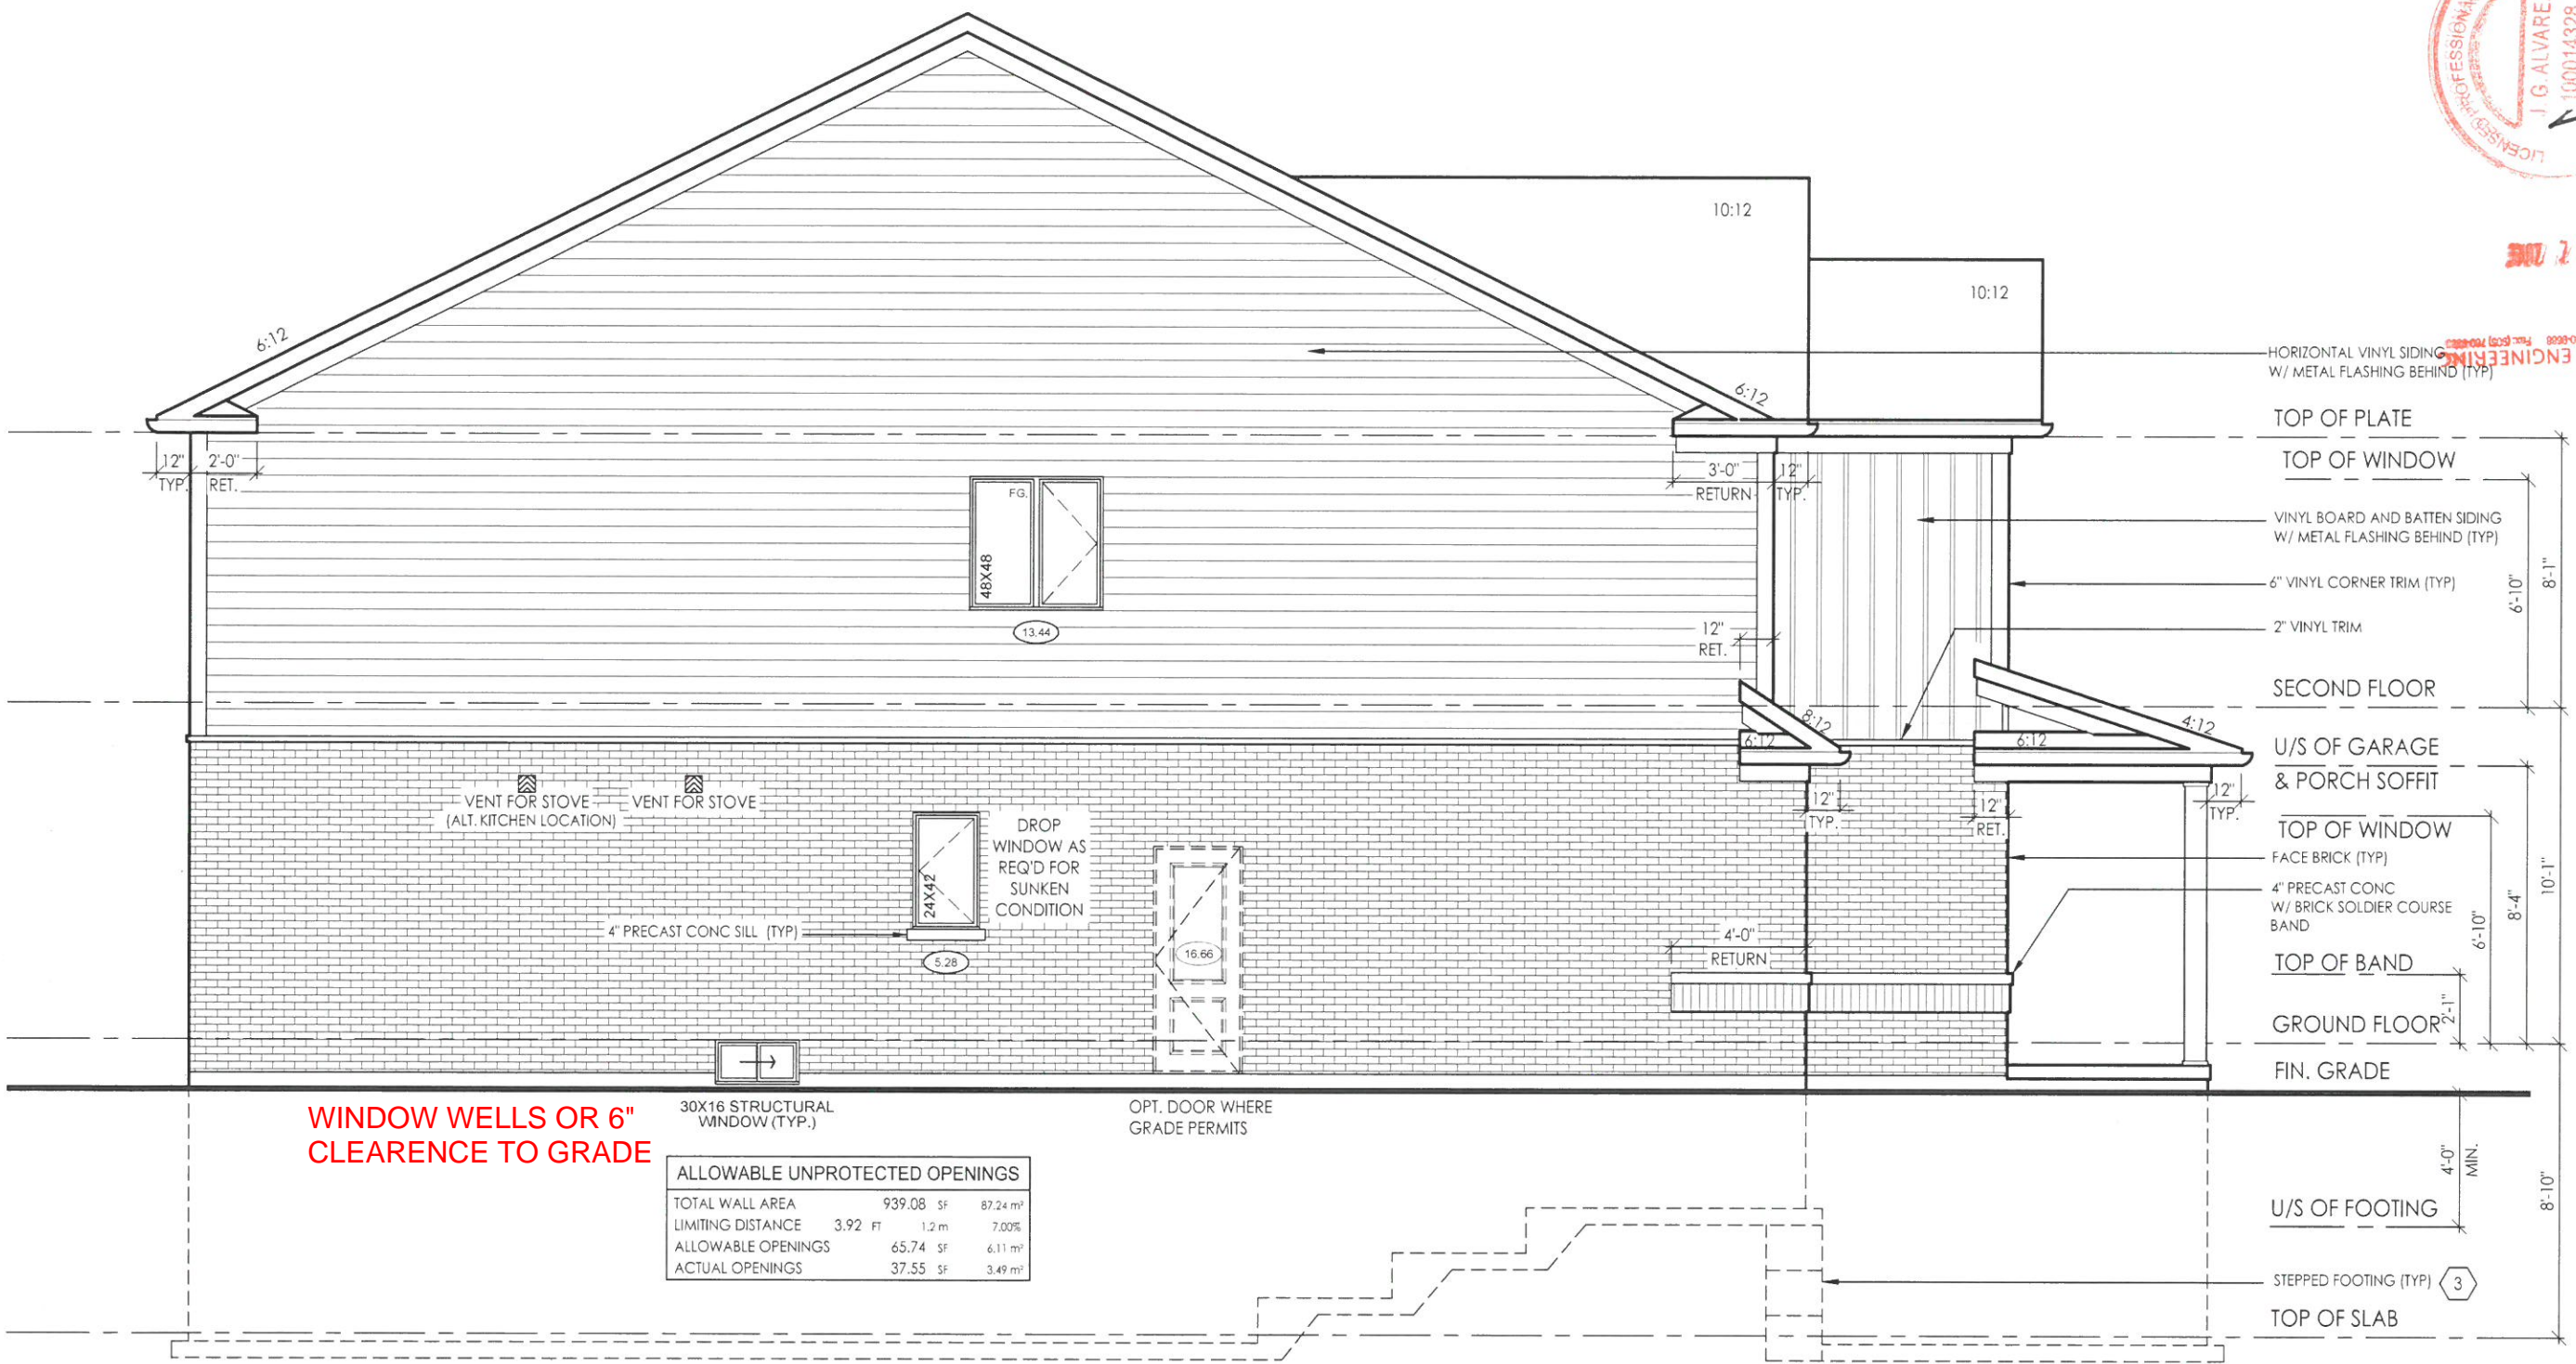 LICENSED PROFESSIONAL
J. G. ALVARE
100014328
ENGINEERING
10:12
10:12
6:12
6:12
HORIZONTAL VINYL SIDING
W/ METAL FLASHING BEHIND (TYP)
TOP OF PLATE
TOP OF WINDOW
12"
TYP.
2'-0"
RET.
3'-0"
RETURN
12"
TYP.
FG.
48X48
13.44
VINYL BOARD AND BATTEN SIDING
W/ METAL FLASHING BEHIND (TYP)
6" VINYL CORNER TRIM (TYP)
2" VINYL TRIM
6'-10"
8'-1"
12"
RET.
SECOND FLOOR
8:12
6:12
4:12
6:12
U/S OF GARAGE
& PORCH SOFFIT
VENT FOR STOVE
(ALT. KITCHEN LOCATION)
VENT FOR STOVE
12"
TYP.
12"
RET.
12"
TYP.
TOP OF WINDOW
FACE BRICK (TYP)
DROP
WINDOW AS
REQ'D FOR
SUNKEN
CONDITION
24X42
4" PRECAST CONC SILL (TYP)
5.28
16.66
4" PRECAST CONC
W/ BRICK SOLDIER COURSE
BAND
4'-0"
RETURN
TOP OF BAND
2'-1"
6'-10"
8'-4"
10'-1"
GROUND FLOOR
FIN. GRADE
WINDOW WELLS OR 6"
CLEARENCE TO GRADE
30X16 STRUCTURAL
WINDOW (TYP.)
OPT. DOOR WHERE
GRADE PERMITS
ALLOWABLE UNPROTECTED OPENINGS
TOTAL WALL AREA 939.08 SF 87.24 m²
LIMITING DISTANCE 3.92 FT 1.2 m 7.00%
ALLOWABLE OPENINGS 65.74 SF 6.11 m²
ACTUAL OPENINGS 37.55 SF 3.49 m²
4'-0"
MIN.
8'-10"
U/S OF FOOTING
STEPPED FOOTING (TYP) 3
TOP OF SLAB